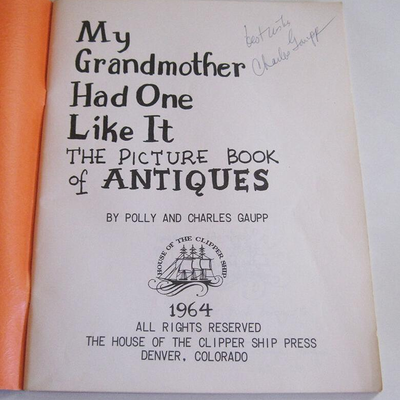 best wishes
Charles Gaupp
My
Grandmother
Had One
Like It
THE PICTURE BOOK
of ANTIQUES
BY POLLY AND CHARLES GAUPP
HOUSE OF THE CLIPPER SHIP
1964
ALL RIGHTS RESERVED
THE HOUSE OF THE CLIPPER SHIP PRESS
DENVER, COLORADO